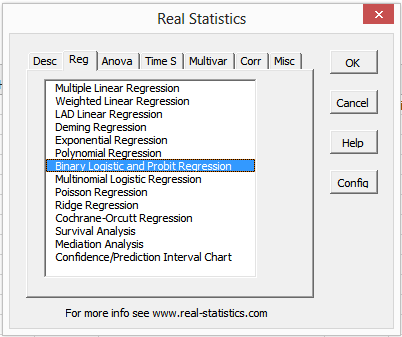 Real Statistics
Desc Reg Anova Time S Multivar Corr Misc
OK
Cancel
Help
Config
Multiple Linear Regression
Weighted Linear Regression
LAD Linear Regression
Deming Regression
Exponential Regression
Polynomial Regression
Binary Logistic and Probit Regression
Multinomial Logistic Regression
Poisson Regression
Ridge Regression
Cochrane-Orcutt Regression
Survival Analysis
Mediation Analysis
Confidence/Prediction Interval Chart
For more info see www.real-statistics.com